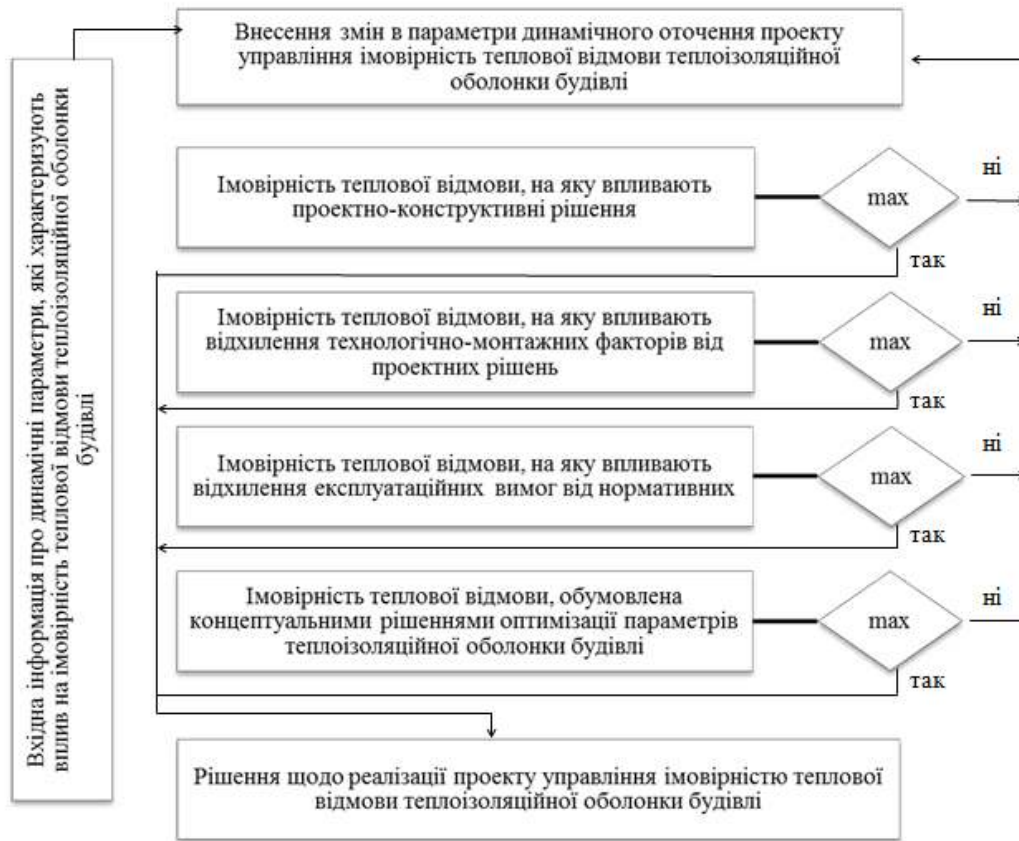 Вхідна інформація про динамічні параметри, які характеризують
вплив на імовірність теплової відмови теплоізоляційної оболонки
будівлі
Внесення змін в параметри динамічного оточення проекту
управління імовірність теплової відмови теплоізоляційної
оболонки будівлі
Імовірність теплової відмови, на яку впливають
проектно-конструктивні рішення
max
ні
так
Імовірність теплової відмови, на яку впливають
відхилення технологічно-монтажних факторів від
проектних рішень
max
ні
так
Імовірність теплової відмови, на яку впливають
відхилення експлуатаційних вимог від нормативних
max
ні
так
Імовірність теплової відмови, обумовлена
концептуальними рішеннями оптимізації параметрів
теплоізоляційної оболонки будівлі
max
ні
так
Рішення щодо реалізації проекту управління імовірністю теплової
відмови теплоізоляційної оболонки будівлі